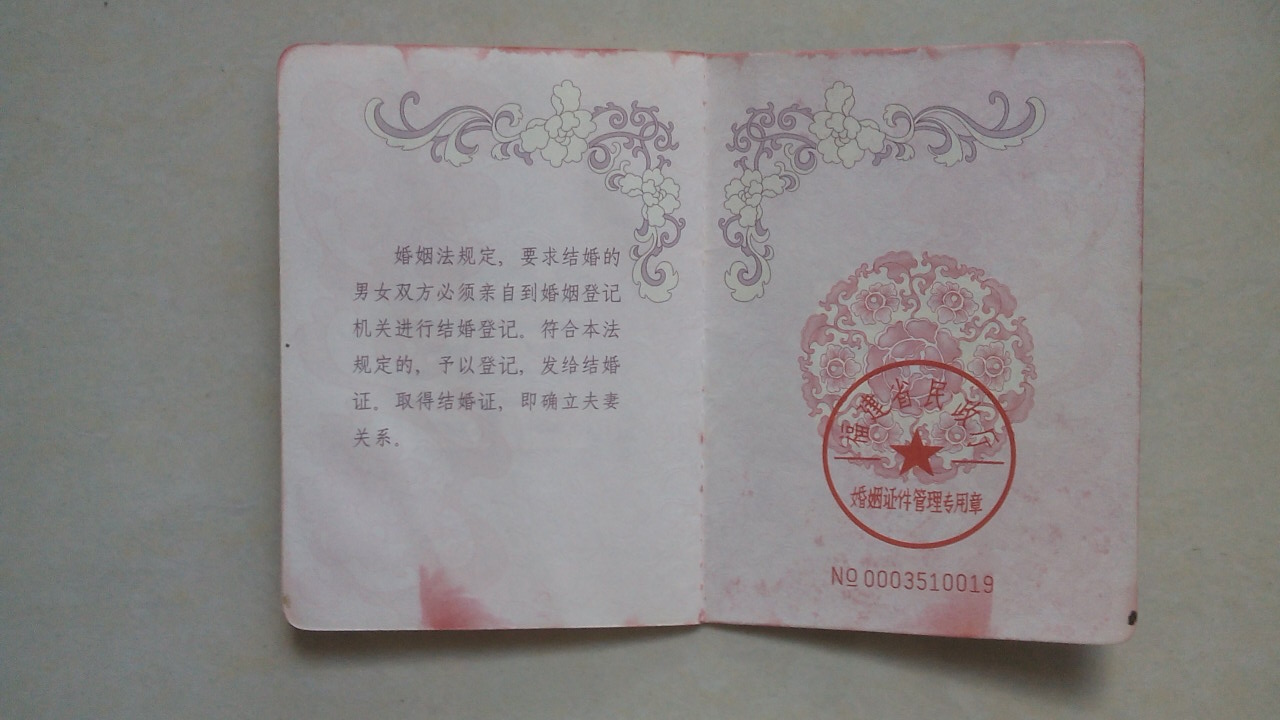 婚姻法规定，要求结婚的
男女双方必须亲自到婚姻登记
机关进行结婚登记。符合本法
规定的，予以登记，发给结婚
证。取得结婚证，即确立夫妻
关系。
福建省民政厅
婚姻证件管理专用章
No 0003510019